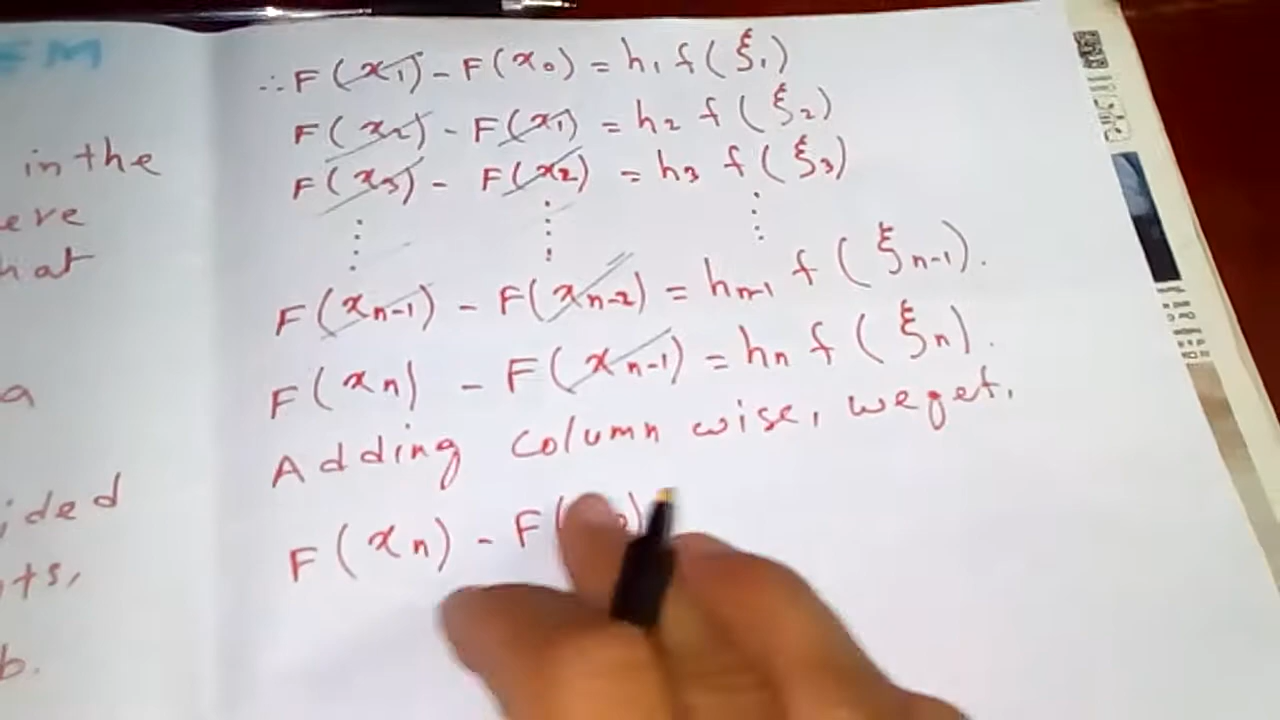 EM
in the
ere
hat
a
ided
ts,
b.
∴ F(x₁) - F(x₀) = h₁ f(ξ₁)
F(x₂) - F(x₁) = h₂ f(ξ₂)
F(x₃) - F(x₂) = h₃ f(ξ₃)
⋮ ⋮ ⋮
F(xₙ₋₁) - F(xₙ₋₂) = hₙ₋₁ f(ξₙ₋₁).
F(xₙ) - F(xₙ₋₁) = hₙ f(ξₙ).
Adding column wise, we get,
F(xₙ) - F(